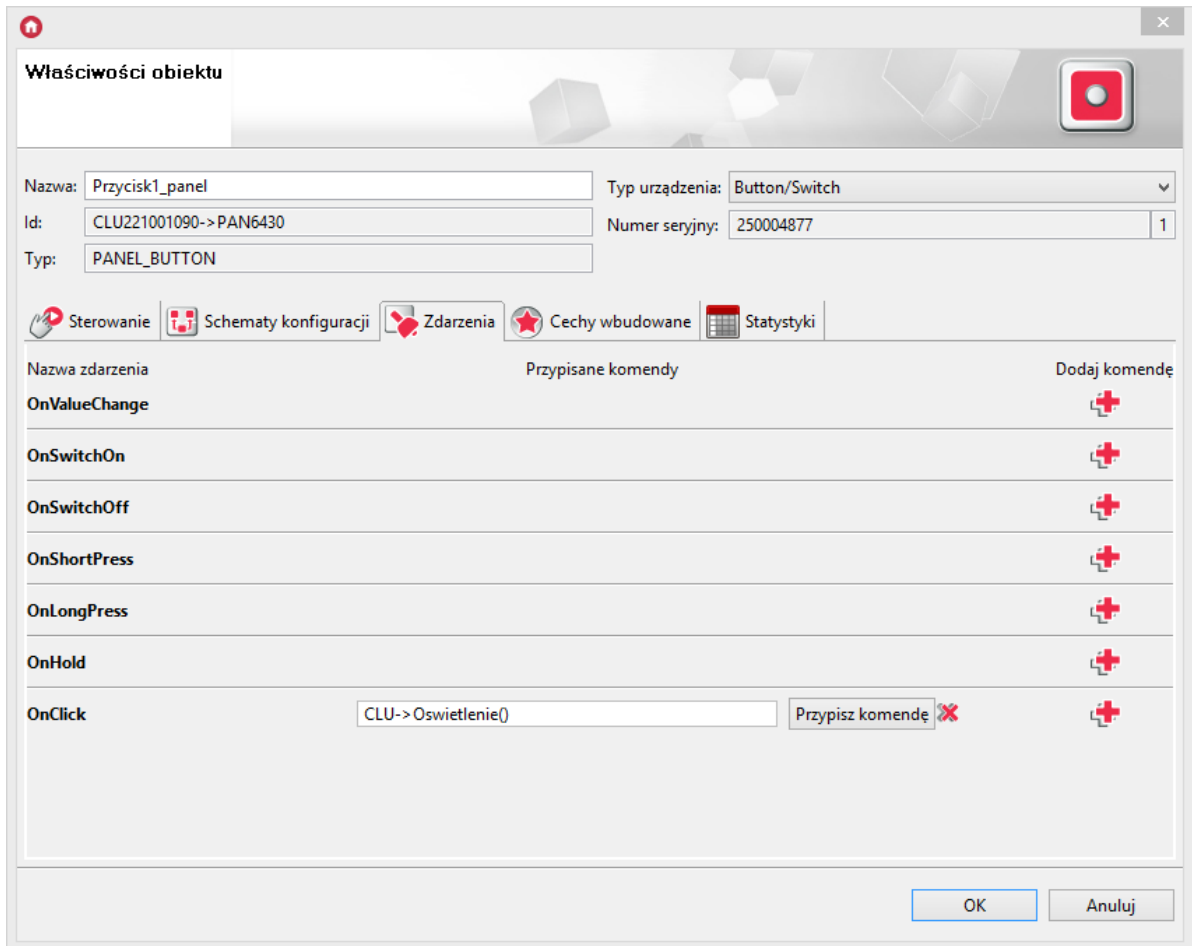 Właściwości obiektu
Nazwa: Przycisk1_panel Typ urządzenia: Button/Switch
Id: CLU221001090->PAN6430 Numer seryjny: 250004877 1
Typ: PANEL_BUTTON
Sterowanie Schematy konfiguracji Zdarzenia Cechy wbudowane Statystyki
Nazwa zdarzenia Przypisane komendy Dodaj komendę
OnValueChange
OnSwitchOn
OnSwitchOff
OnShortPress
OnLongPress
OnHold
OnClick CLU->Oswietlenie() Przypisz komendę
OK Anuluj